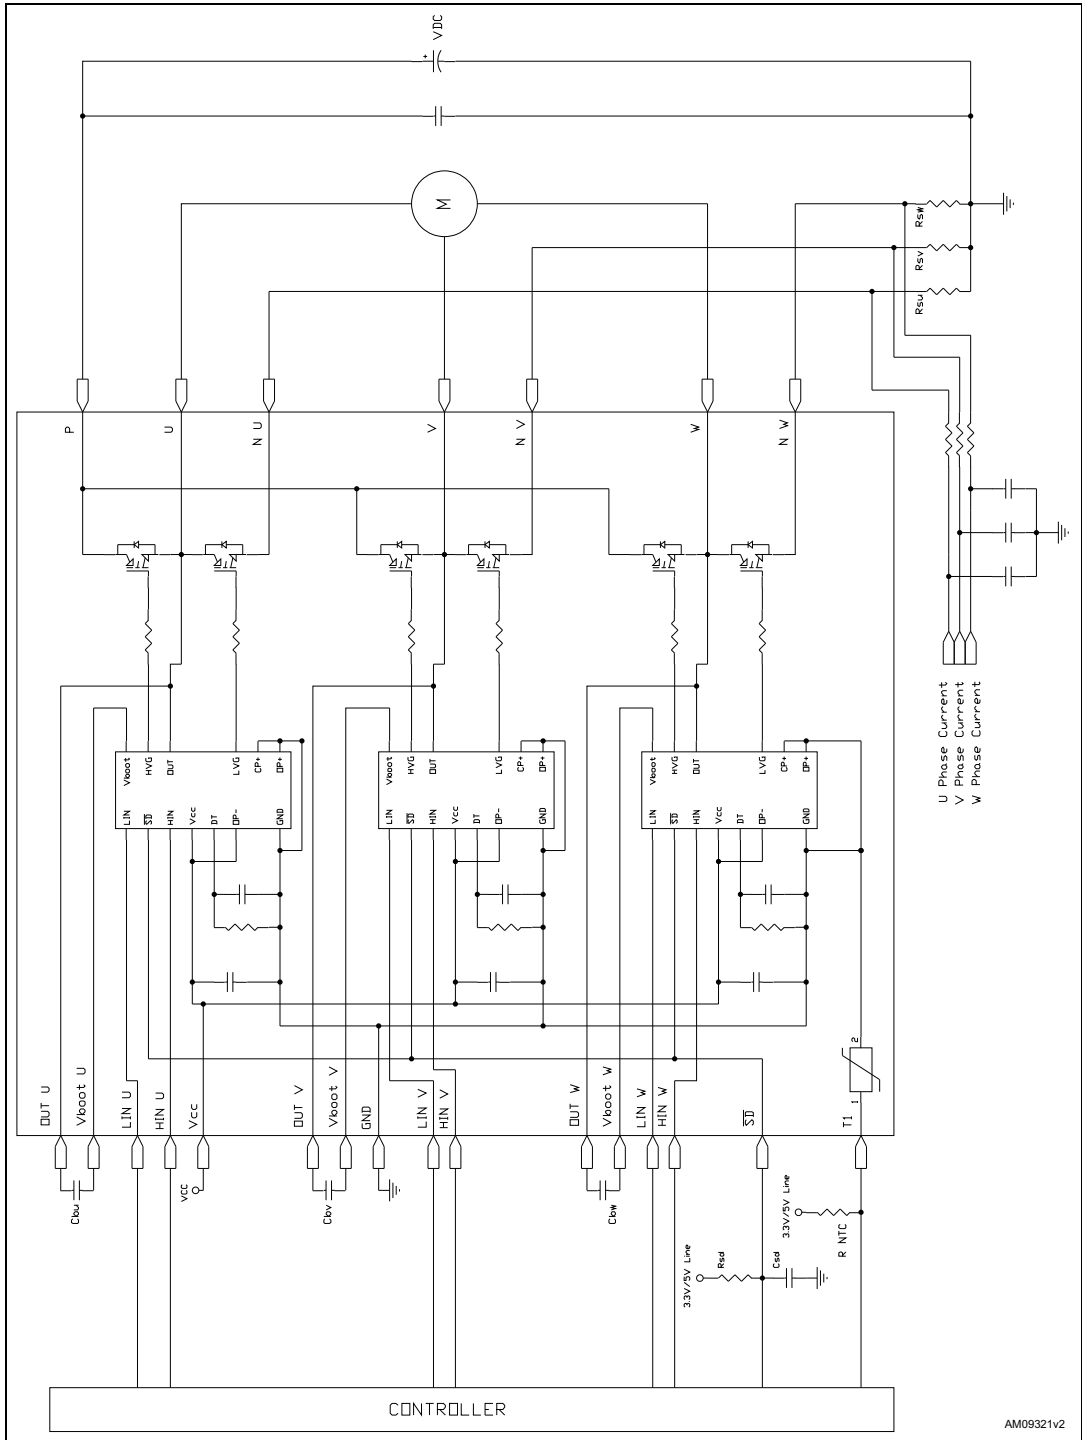 VDC
M
Rsw
Rsv
Rsu
P
U
N U
V
N V
W
N W
U Phase Current
V Phase Current
W Phase Current
Vboot
HVG
OUT
LVG
CP+
OP+
LIN
SD
HIN
Vcc
DT
OP-
GND
Vboot
HVG
OUT
LVG
CP+
OP+
LIN
SD
HIN
Vcc
DT
OP-
GND
Vboot
HVG
OUT
LVG
CP+
OP+
LIN
SD
HIN
Vcc
DT
OP-
GND
OUT U
Vboot U
LIN U
HIN U
Vcc
OUT V
Vboot V
GND
LIN V
HIN V
OUT W
Vboot W
LIN W
HIN W
SD
T1
1
2
Cbu
VCC
Cbv
Cbw
3.3V/5V Line
Rsd
Csd
3.3V/5V Line
R NTC
CONTROLLER
AM09321v2